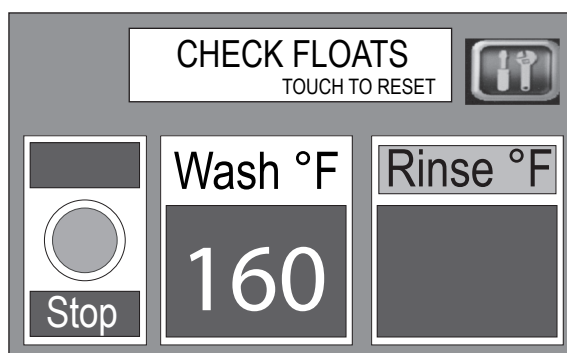 CHECK FLOATS
TOUCH TO RESET
Wash °F
Rinse °F
160
Stop